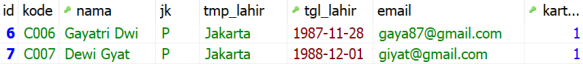 id kode nama jk tmp_lahir tgl_lahir email kart...
6 C006 Gayatri Dwi P Jakarta 1987-11-28 gaya87@gmail.com 1
7 C007 Dewi Gyat P Jakarta 1988-12-01 giyat@gmail.com 1